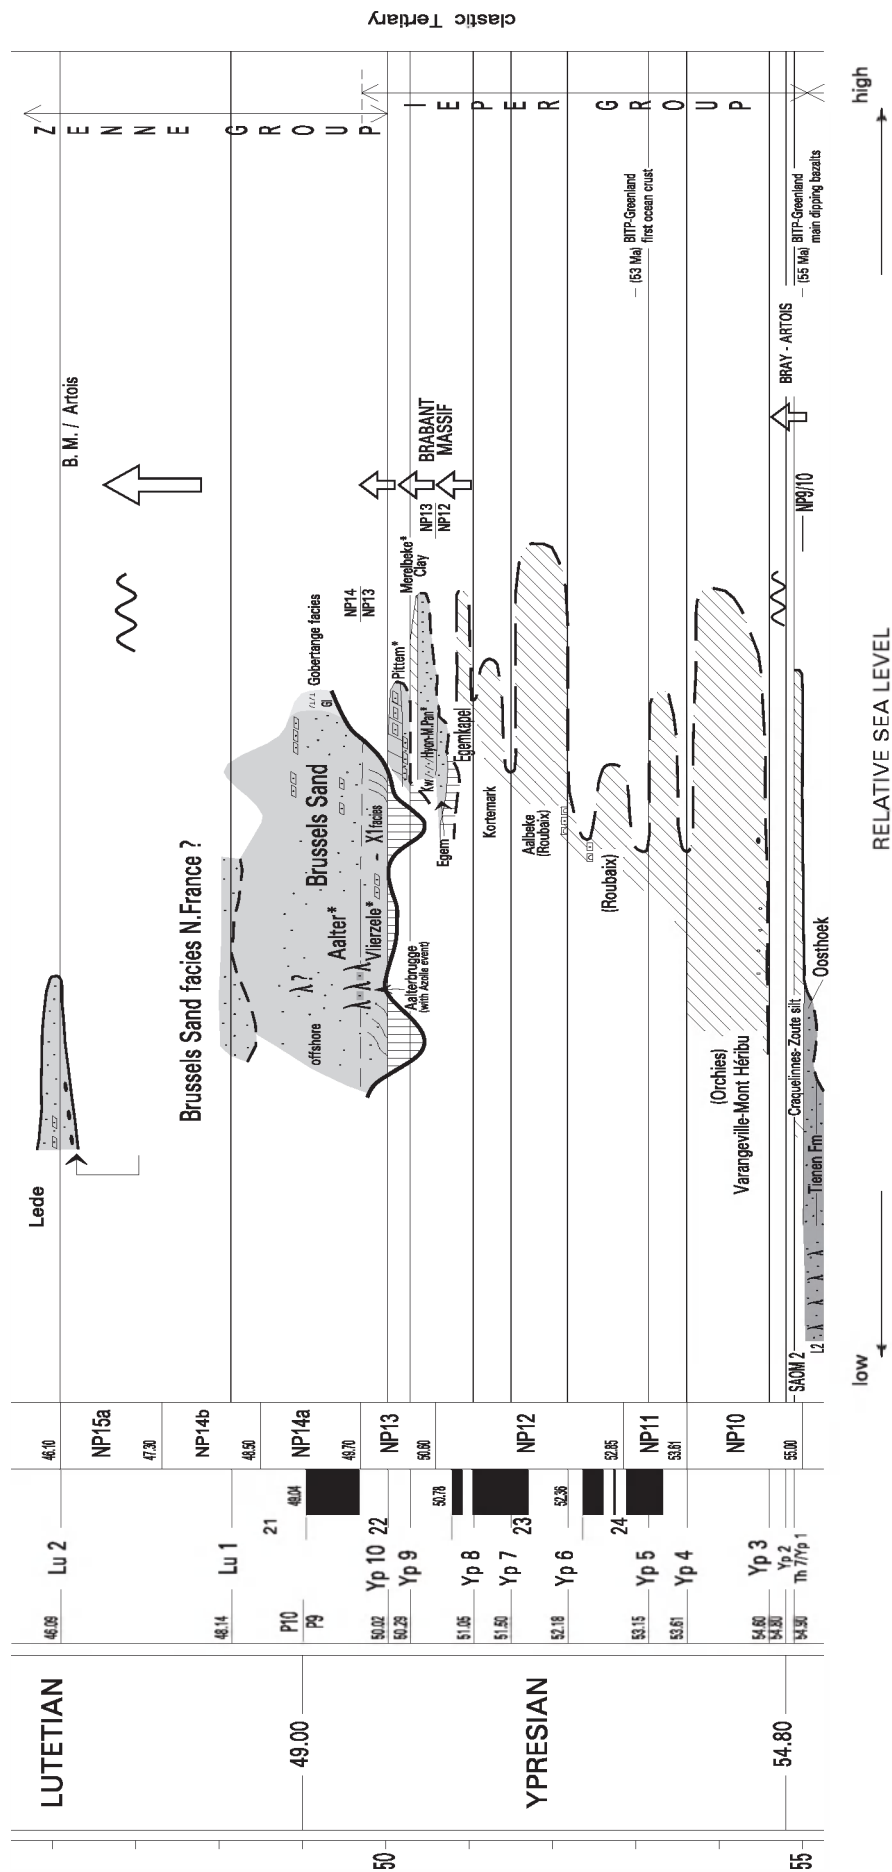 clastic Tertiary
ZENNE GROUP
IEPER GROUP
high
(53 Ma) BITP-Greenland
first ocean crust
(55 Ma) BITP-Greenland
main dipping bazalts
BRAY - ARTOIS
B. M. / Artois
BRABANT
MASSIF
NP13
NP12
NP9/10
NP14
NP13
Merelbeke*
Clay
Gobertange facies
Gl
Pittem*
Kwi
Hyon-M.Pan*
Egemkapel
Egem
Kortemark
Aalbeke
(Roubaix)
(Roubaix)
Brussels Sand
X1 facies
Brussels Sand facies N.France ?
Aalter*
Vlierzele*
?
offshore
Aalterbrugge
(with Azolla event)
Lede
(Orchies)
Varangeville-Mont Héribu
Craquelinnes-Zoute silt
Oosthoek
Tienen Fm
L2
SAOM 2
RELATIVE SEA LEVEL
low
46.10
NP15a
47.30
NP14b
48.50
NP14a
49.70
NP13
50.60
NP12
52.85
NP11
53.61
NP10
55.00
21
49.04
22
50.78
23
52.36
24
Lu 2
Lu 1
Yp 10
Yp 9
Yp 8
Yp 7
Yp 6
Yp 5
Yp 4
Yp 3
Yp 2
Th 7/Yp 1
46.09
48.14
P10
P9
50.02
50.29
51.05
51.50
52.18
53.15
53.61
54.60
54.80
54.90
LUTETIAN
49.00
YPRESIAN
54.80
50
55